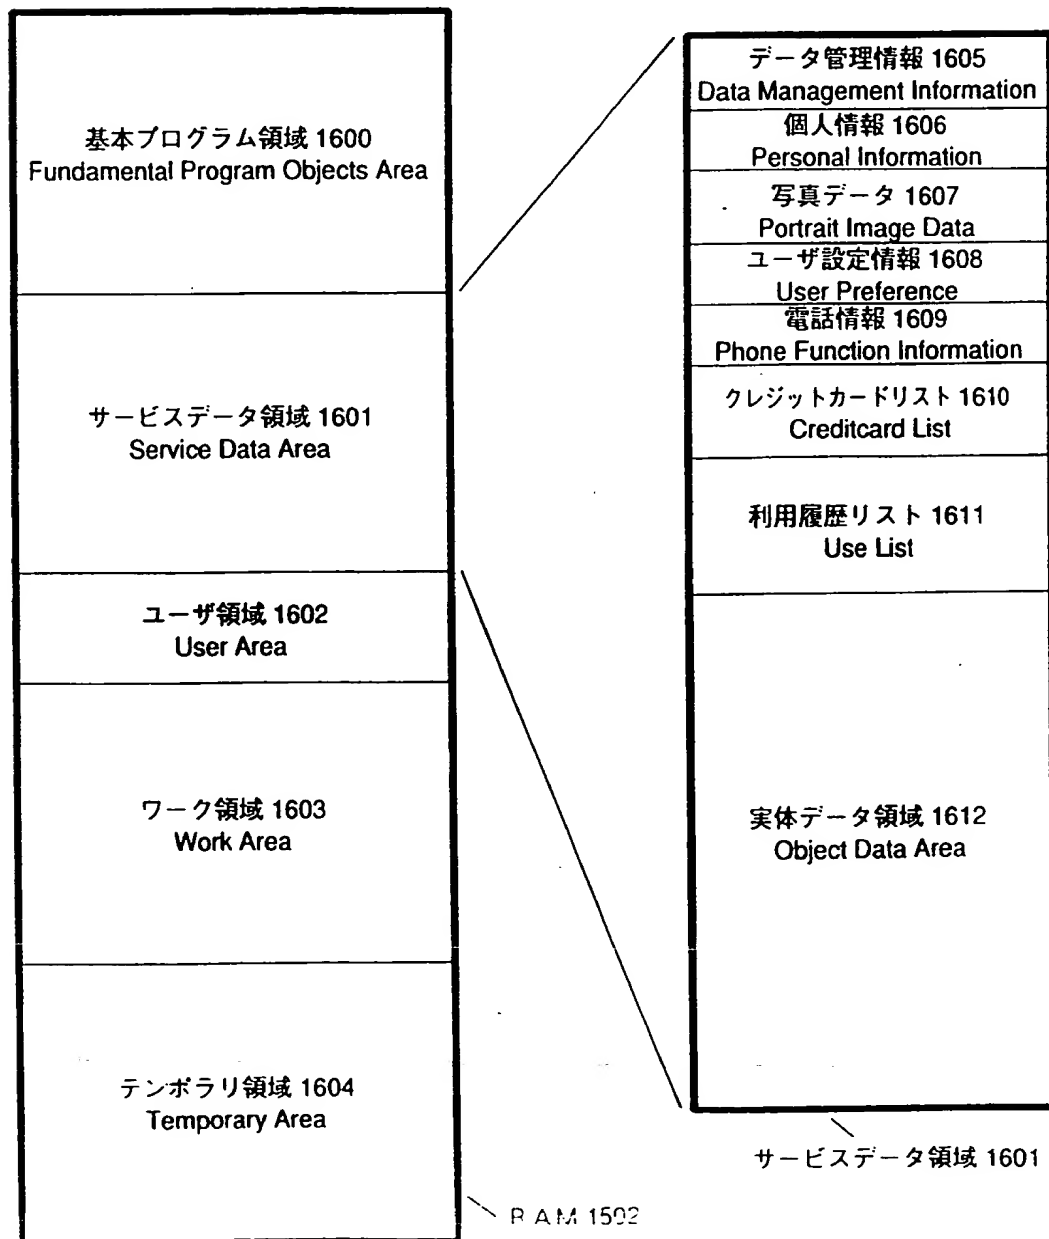 基本プログラム領域 1600
Fundamental Program Objects Area
サービスデータ領域 1601
Service Data Area
ユーザ領域 1602
User Area
ワーク領域 1603
Work Area
テンポラリ領域 1604
Temporary Area
RAM 1502
データ管理情報 1605
Data Management Information
個人情報 1606
Personal Information
写真データ 1607
Portrait Image Data
ユーザ設定情報 1608
User Preference
電話情報 1609
Phone Function Information
クレジットカードリスト 1610
Creditcard List
利用履歴リスト 1611
Use List
実体データ領域 1612
Object Data Area
サービスデータ領域 1601